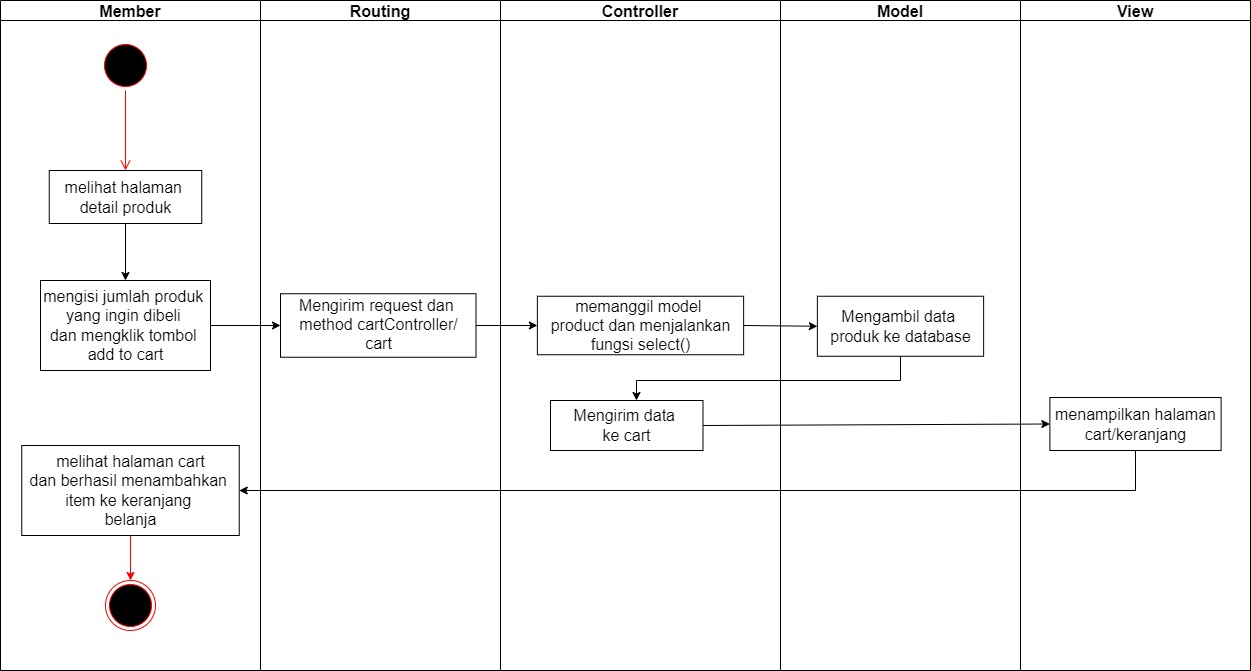 Member
Routing
Controller
Model
View
melihat halaman
detail produk
mengisi jumlah produk
yang ingin dibeli
dan mengklik tombol
add to cart
Mengirim request dan
method cartController/
cart
memanggil model
product dan menjalankan
fungsi select()
Mengambil data
produk ke database
Mengirim data
ke cart
menampilkan halaman
cart/keranjang
melihat halaman cart
dan berhasil menambahkan
item ke keranjang
belanja